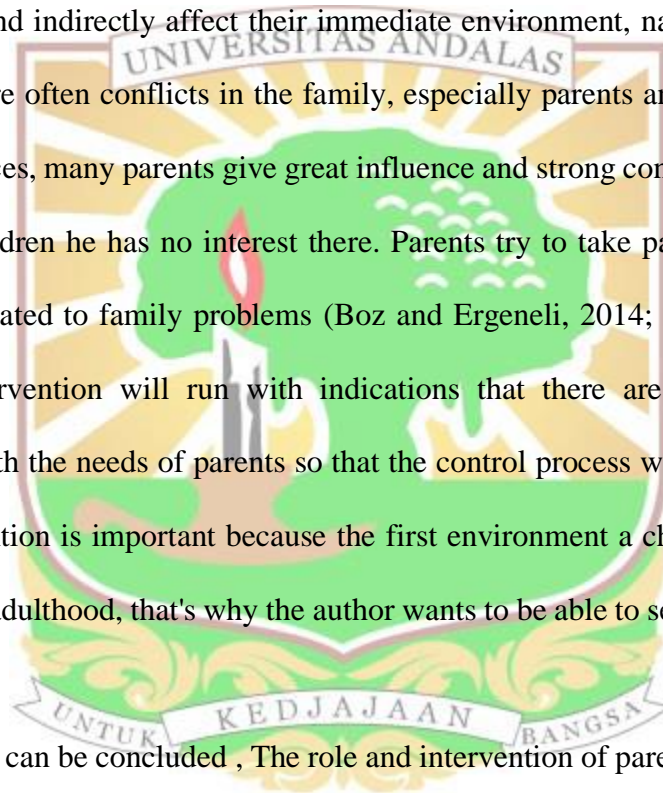 nd indirectly affect their immediate environment, na
UNIVERSITAS ANDALAS
re often conflicts in the family, especially parents a
ces, many parents give great influence and strong con
dren he has no interest there. Parents try to take pa
ated to family problems (Boz and Ergeneli, 2014;
rvention will run with indications that there are
th the needs of parents so that the control process w
tion is important because the first environment a c
adulthood, that's why the author wants to be able to s
UNTUK KEDJAJAAN BANGSA
can be concluded , The role and intervention of pare